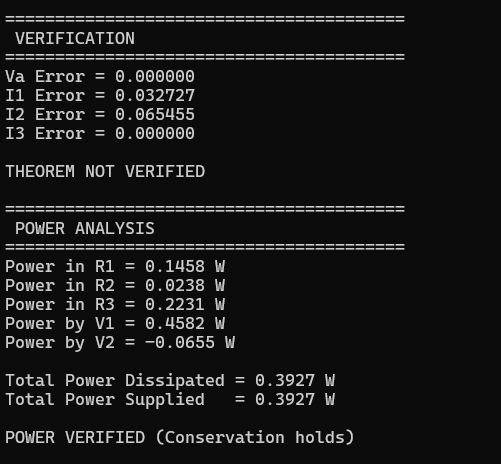 ========================================
 VERIFICATION
========================================
Va Error = 0.000000
I1 Error = 0.032727
I2 Error = 0.065455
I3 Error = 0.000000

THEOREM NOT VERIFIED

========================================
 POWER ANALYSIS
========================================
Power in R1 = 0.1458 W
Power in R2 = 0.0238 W
Power in R3 = 0.2231 W
Power by V1 = 0.4582 W
Power by V2 = -0.0655 W

Total Power Dissipated = 0.3927 W
Total Power Supplied   = 0.3927 W

POWER VERIFIED (Conservation holds)